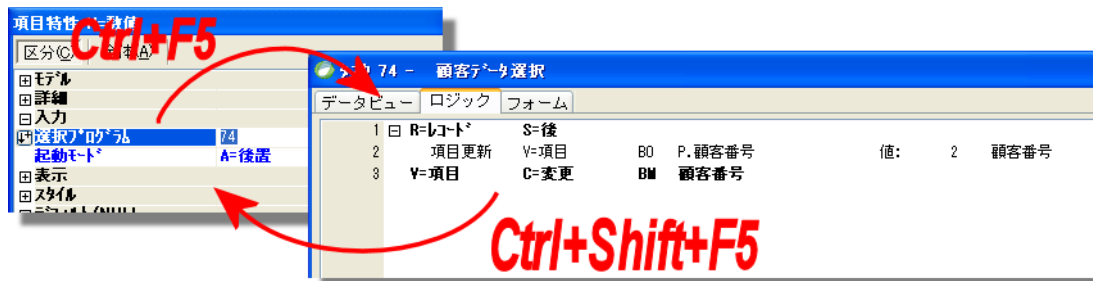 項目特性
数値
Ctrl+F5
区分(C)
モデル
詳細
入力
選択プログラム 74
起動モード A=後置
表示
スタイル
74 - 顧客データ選択
データビュー ロジック フォーム
1 R=レコード S=後
2 項目更新 V=項目 BO P.顧客番号 値: 2 顧客番号
3 V=項目 C=変更 BM 顧客番号
Ctrl+Shift+F5